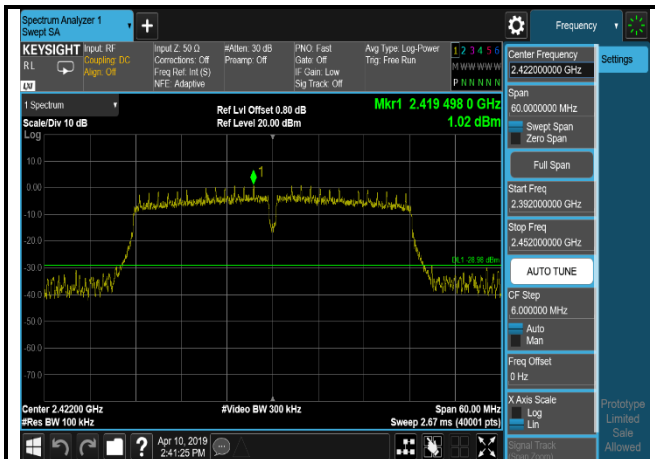 Spectrum Analyzer 1
Swept SA
Frequency
KEYSIGHT
RL
LXI
Input: RF
Coupling: DC
Align: Off
Input Z: 50 Ω
Corrections: Off
Freq Ref: Int (S)
NFE: Adaptive
#Atten: 30 dB
Preamp: Off
PNO: Fast
Gate: Off
IF Gain: Low
Sig Track: Off
Avg Type: Log-Power
Trig: Free Run
1 2 3 4 5 6
M W W W W W
P N N N N N
1 Spectrum
Scale/Div 10 dB
Log
Ref Lvl Offset 0.80 dB
Ref Level 20.00 dBm
Mkr1 2.419 498 0 GHz
1.02 dBm
1
10.0
0.00
-10.0
-20.0
-30.0
-40.0
-50.0
-60.0
-70.0
DL1 -28.98 dBm
Center 2.42200 GHz
#Res BW 100 kHz
#Video BW 300 kHz
Span 60.00 MHz
Sweep 2.67 ms (40001 pts)
Apr 10, 2019
2:41:25 PM
Center Frequency
2.422000000 GHz
Span
60.0000000 MHz
Swept Span
Zero Span
Full Span
Start Freq
2.392000000 GHz
Stop Freq
2.452000000 GHz
AUTO TUNE
CF Step
6.000000 MHz
Auto
Man
Freq Offset
0 Hz
X Axis Scale
Log
Lin
Signal Track
(Span Zoom)
Settings
Prototype
Limited
Sale
Allowed